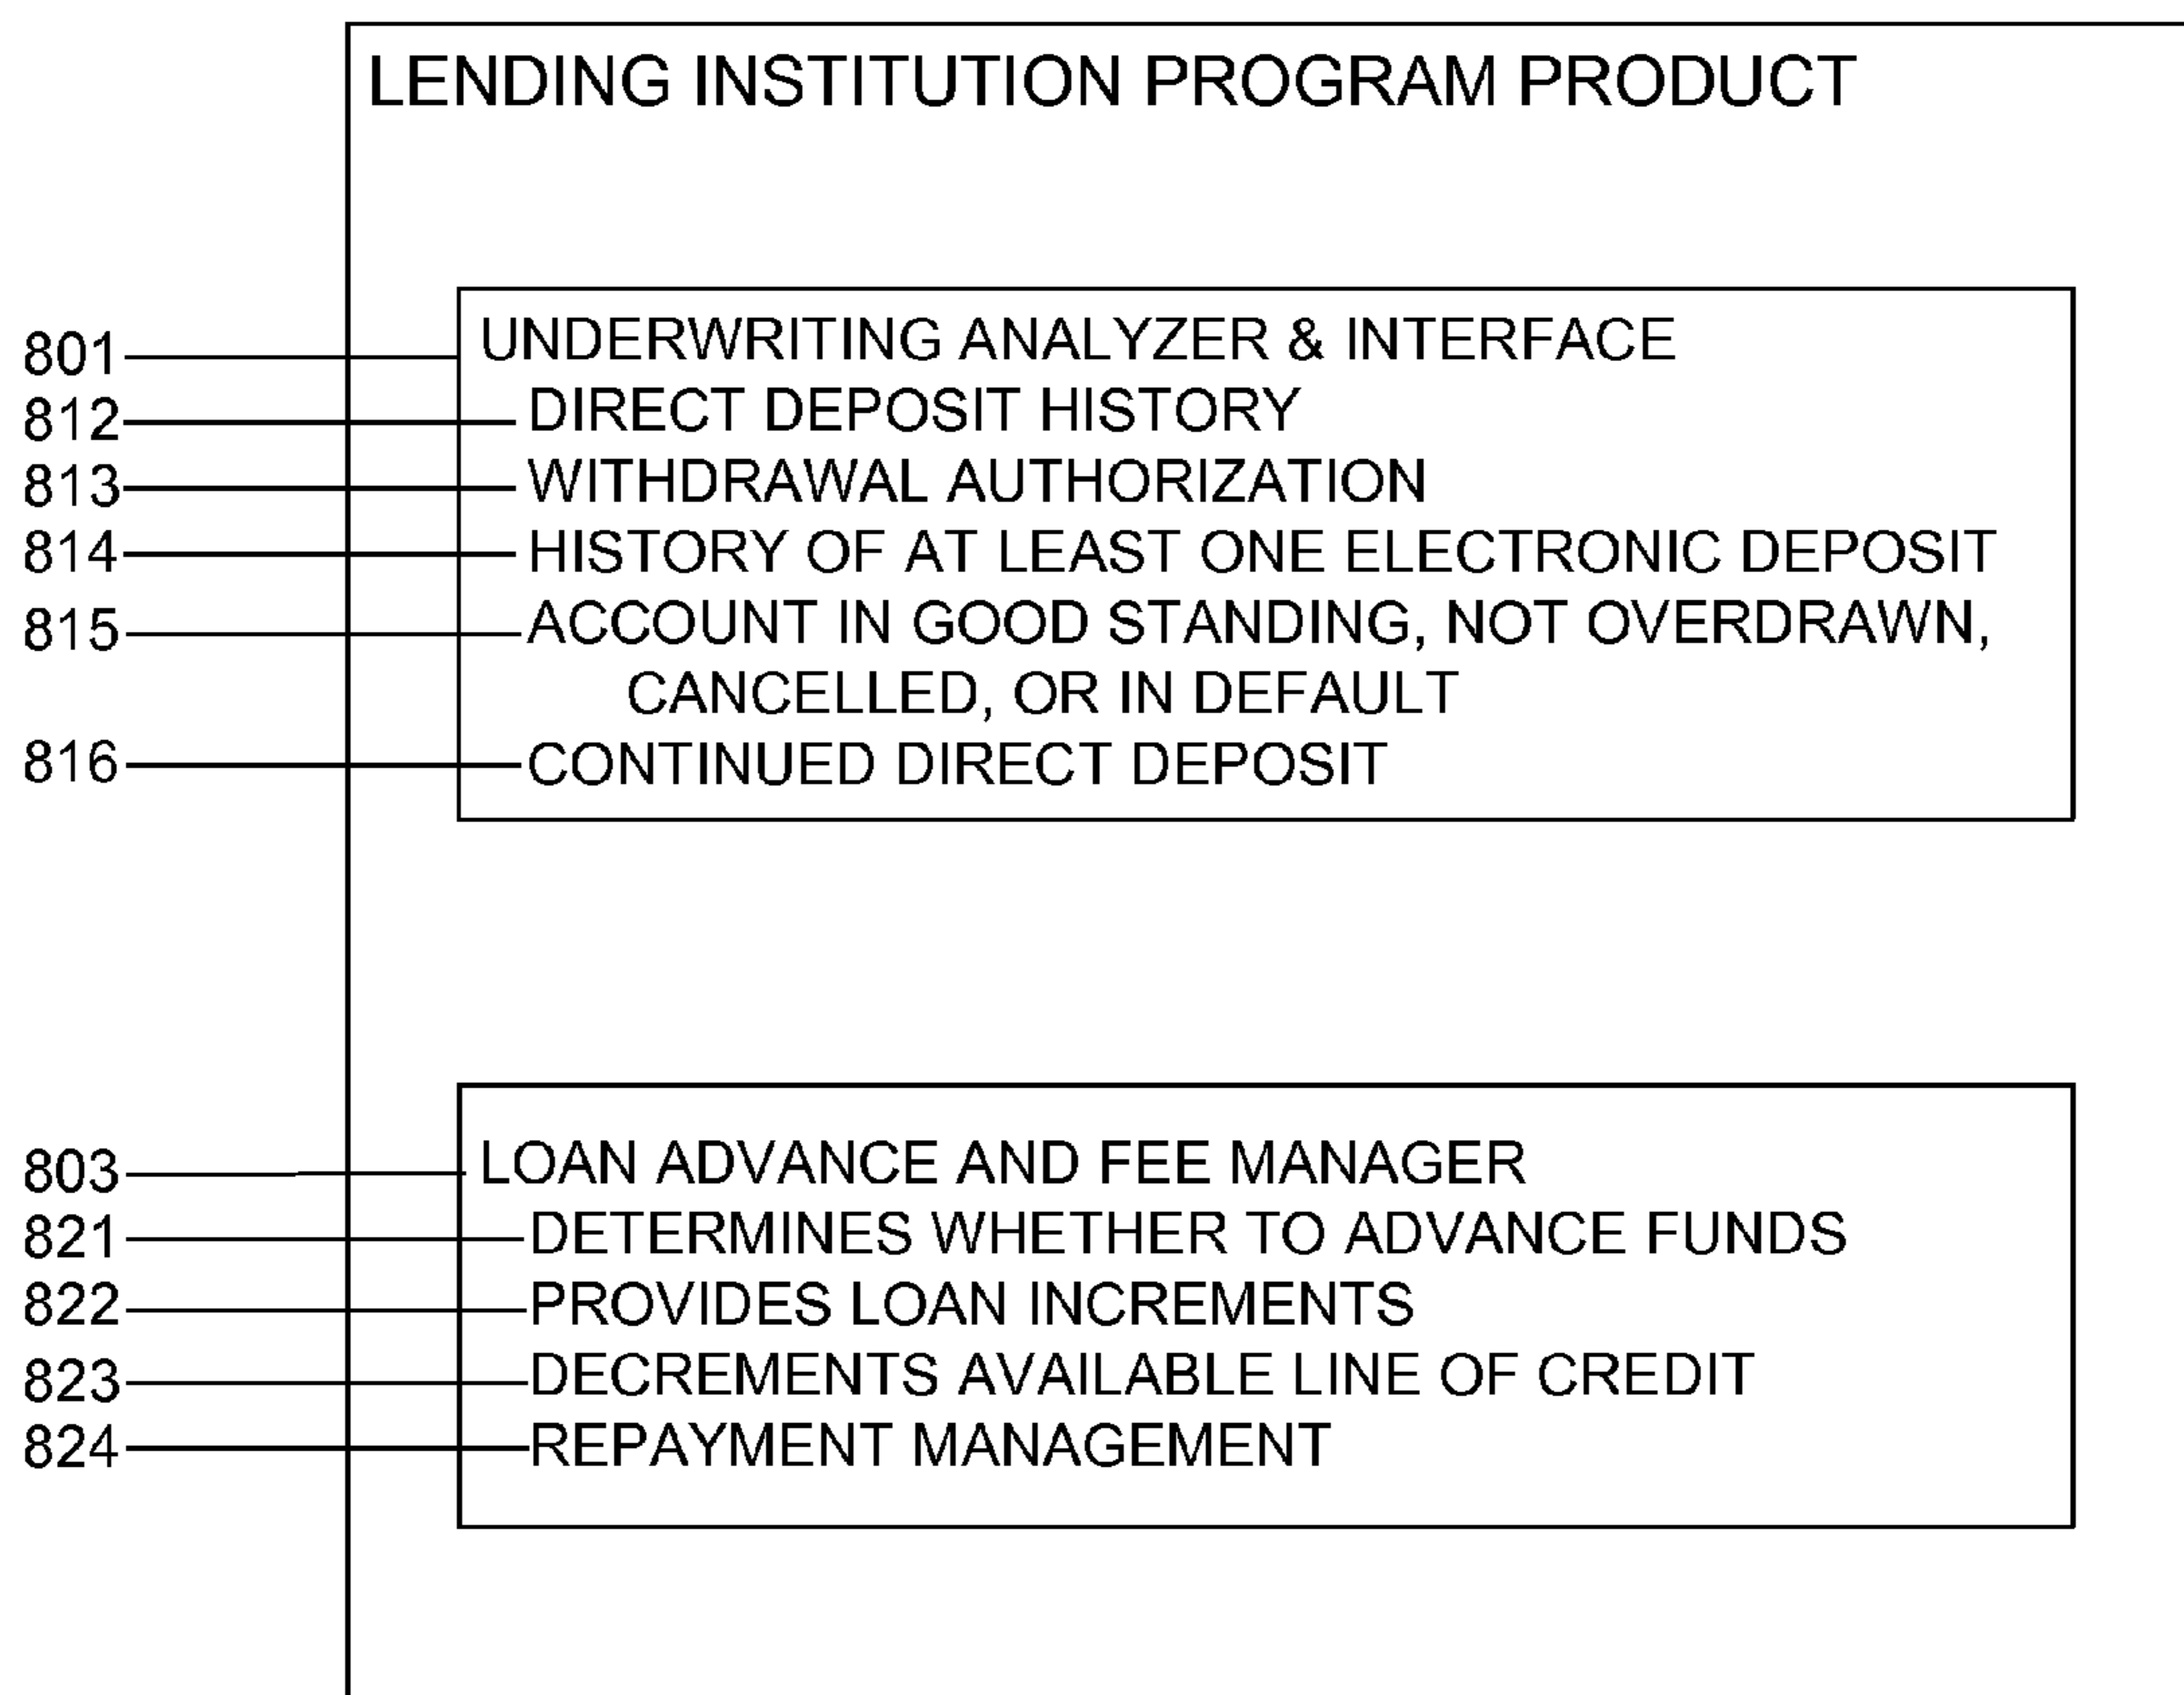 LENDING INSTITUTION PROGRAM PRODUCT
801 UNDERWRITING ANALYZER & INTERFACE
812 DIRECT DEPOSIT HISTORY
813 WITHDRAWAL AUTHORIZATION
814 HISTORY OF AT LEAST ONE ELECTRONIC DEPOSIT
815 ACCOUNT IN GOOD STANDING, NOT OVERDRAWN,
CANCELLED, OR IN DEFAULT
816 CONTINUED DIRECT DEPOSIT
803 LOAN ADVANCE AND FEE MANAGER
821 DETERMINES WHETHER TO ADVANCE FUNDS
822 PROVIDES LOAN INCREMENTS
823 DECREMENTS AVAILABLE LINE OF CREDIT
824 REPAYMENT MANAGEMENT